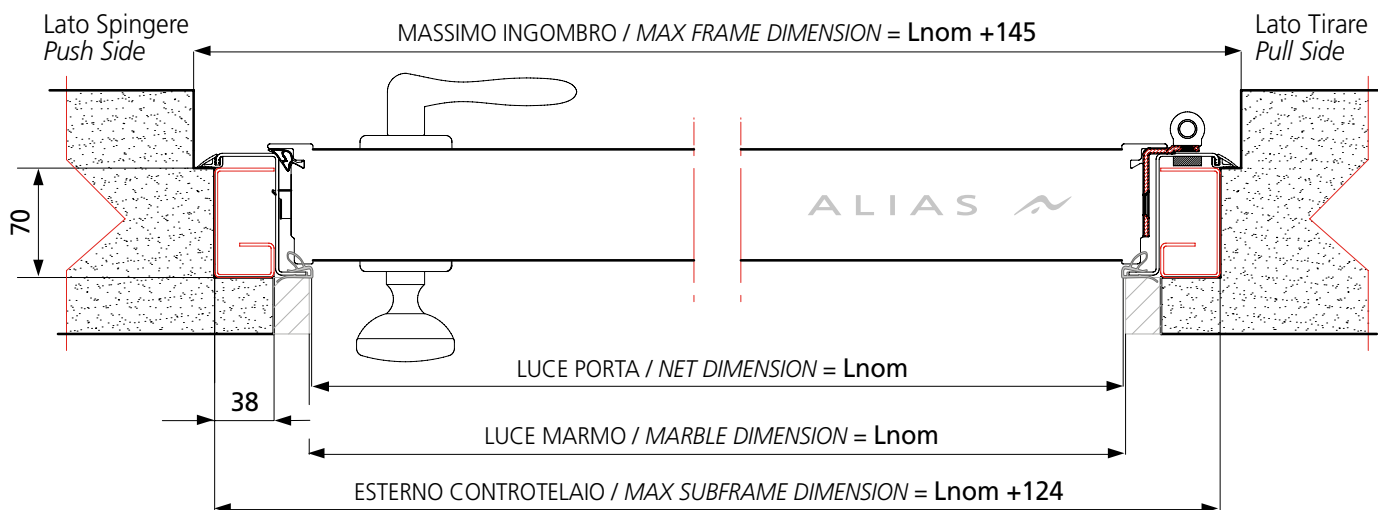 Lato Spingere
Push Side
MASSIMO INGOMBRO / MAX FRAME DIMENSION = Lnom +145
Lato Tirare
Pull Side
70
ALIAS
LUCE PORTA / NET DIMENSION = Lnom
38
LUCE MARMO / MARBLE DIMENSION = Lnom
ESTERNO CONTROTELAIO / MAX SUBFRAME DIMENSION = Lnom +124